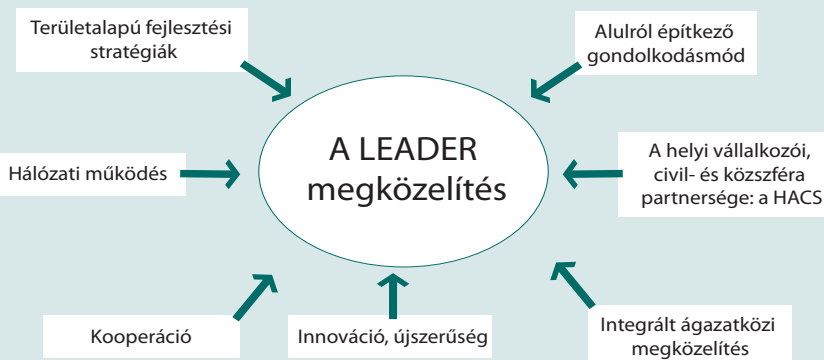 Területalapú fejlesztési
stratégiák
Alulról építkező
gondolkodásmód
A LEADER
megközelítés
Hálózati működés
A helyi vállalkozói,
civil- és közszféra
partnersége: a HACS
Kooperáció
Innováció, újszerűség
Integrált ágazatközi
megközelítés